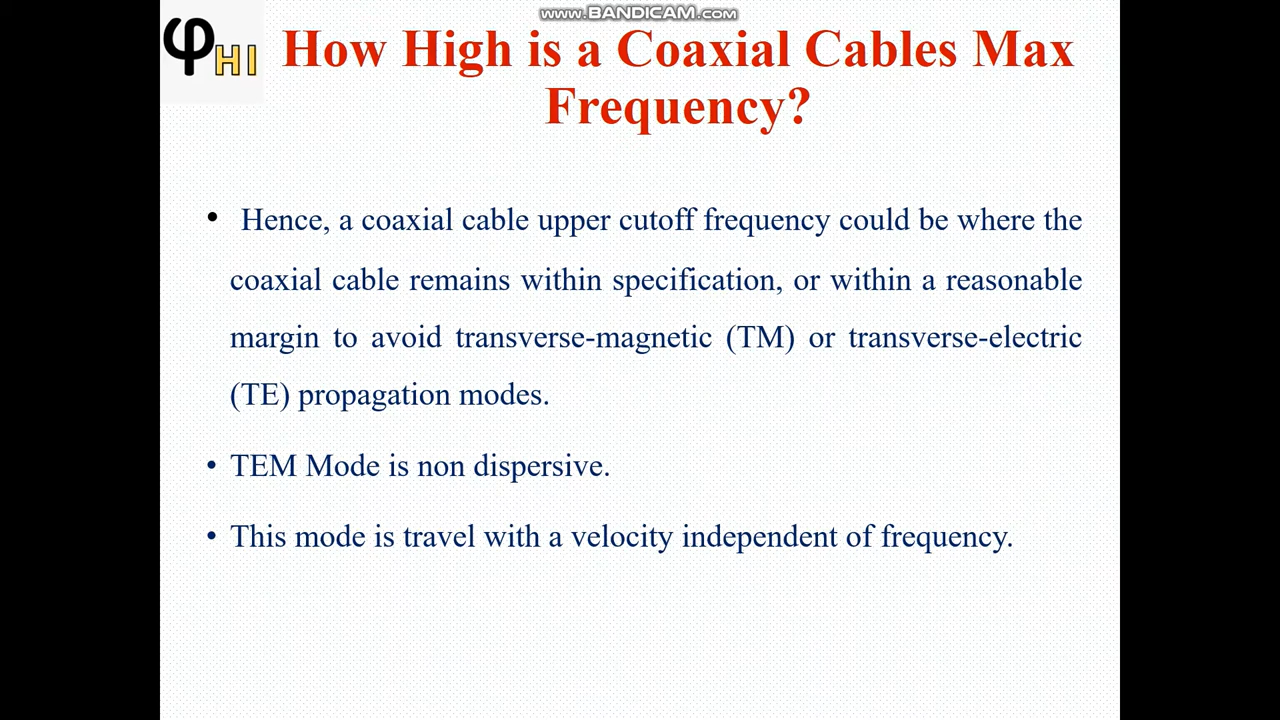 www.BANDICAM.com
φHI
How High is a Coaxial Cables Max
Frequency?
• Hence, a coaxial cable upper cutoff frequency could be where the
coaxial cable remains within specification, or within a reasonable
margin to avoid transverse-magnetic (TM) or transverse-electric
(TE) propagation modes.
• TEM Mode is non dispersive.
• This mode is travel with a velocity independent of frequency.